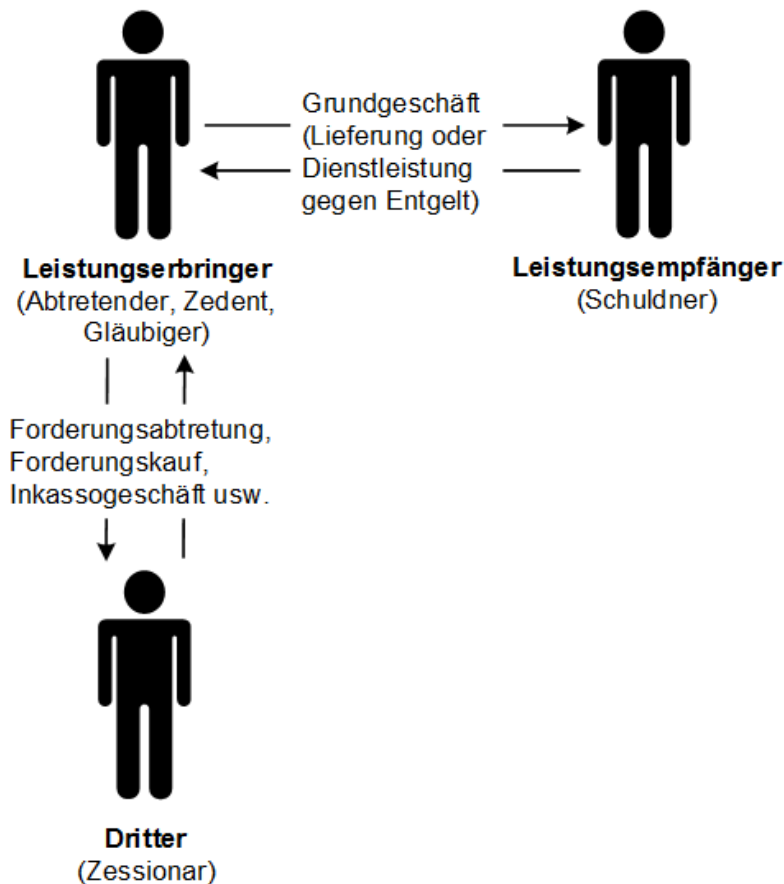 Grundgeschäft
(Lieferung oder
Dienstleistung
gegen Entgelt)
Leistungserbringer
(Abtretender, Zedent,
Gläubiger)
Leistungsempfänger
(Schuldner)
Forderungsabtretung,
Forderungskauf,
Inkassogeschäft usw.
Dritter
(Zessionar)